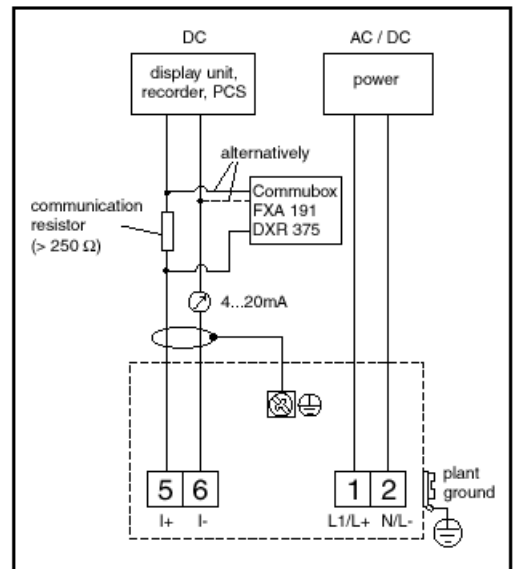 DC
AC / DC
display unit,
recorder, PCS
power
alternatively
Commubox
FXA 191
DXR 375
communication
resistor
(> 250 Ω)
4...20mA
5 6
1 2
I+ I-
L1/L+ N/L-
plant
ground